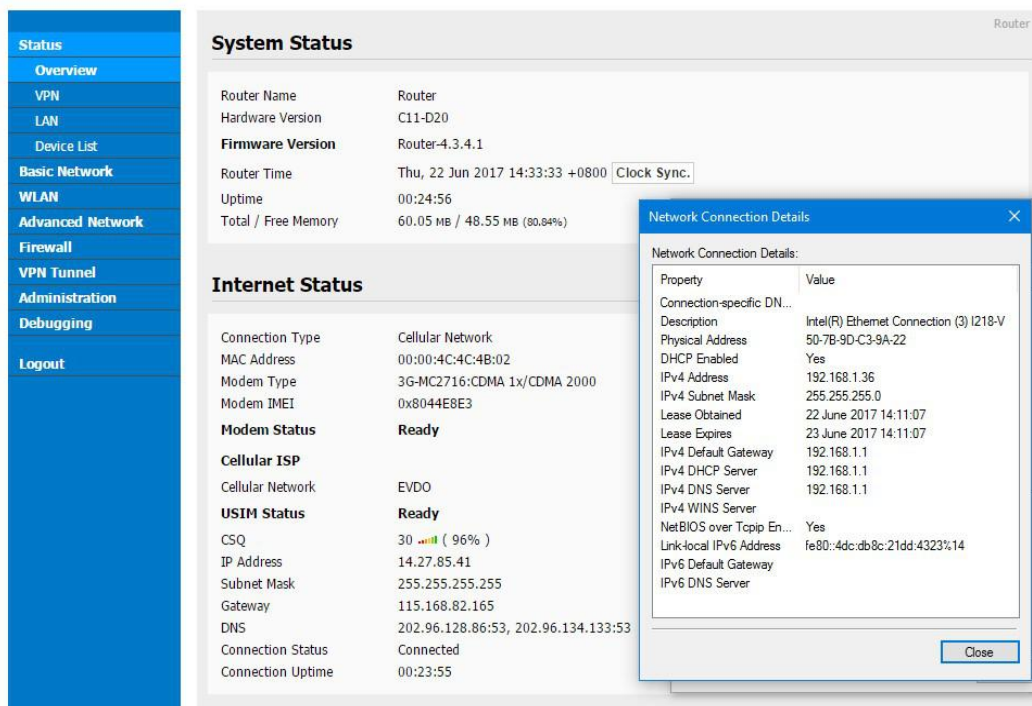 Router
Status
Overview
VPN
LAN
Device List
Basic Network
WLAN
Advanced Network
Firewall
VPN Tunnel
Administration
Debugging
Logout
System Status
Router Name Router
Hardware Version C11-D20
Firmware Version Router-4.3.4.1
Router Time Thu, 22 Jun 2017 14:33:33 +0800 Clock Sync.
Uptime 00:24:56
Total / Free Memory 60.05 MB / 48.55 MB (80.84%)
Internet Status
Connection Type Cellular Network
MAC Address 00:00:4C:4C:4B:02
Modem Type 3G-MC2716:CDMA 1x/CDMA 2000
Modem IMEI 0x8044E8E3
Modem Status Ready
Cellular ISP
Cellular Network EVDO
USIM Status Ready
CSQ 30 ( 96% )
IP Address 14.27.85.41
Subnet Mask 255.255.255.255
Gateway 115.168.82.165
DNS 202.96.128.86:53, 202.96.134.133:53
Connection Status Connected
Connection Uptime 00:23:55
Network Connection Details
Network Connection Details:
Property Value
Connection-specific DN...
Description Intel(R) Ethernet Connection (3) I218-V
Physical Address 50-7B-9D-C3-9A-22
DHCP Enabled Yes
IPv4 Address 192.168.1.36
IPv4 Subnet Mask 255.255.255.0
Lease Obtained 22 June 2017 14:11:07
Lease Expires 23 June 2017 14:11:07
IPv4 Default Gateway 192.168.1.1
IPv4 DHCP Server 192.168.1.1
IPv4 DNS Server 192.168.1.1
IPv4 WINS Server
NetBIOS over Tcpip En... Yes
Link-local IPv6 Address fe80::4dc:db8c:21dd:4323%14
IPv6 Default Gateway
IPv6 DNS Server
Close